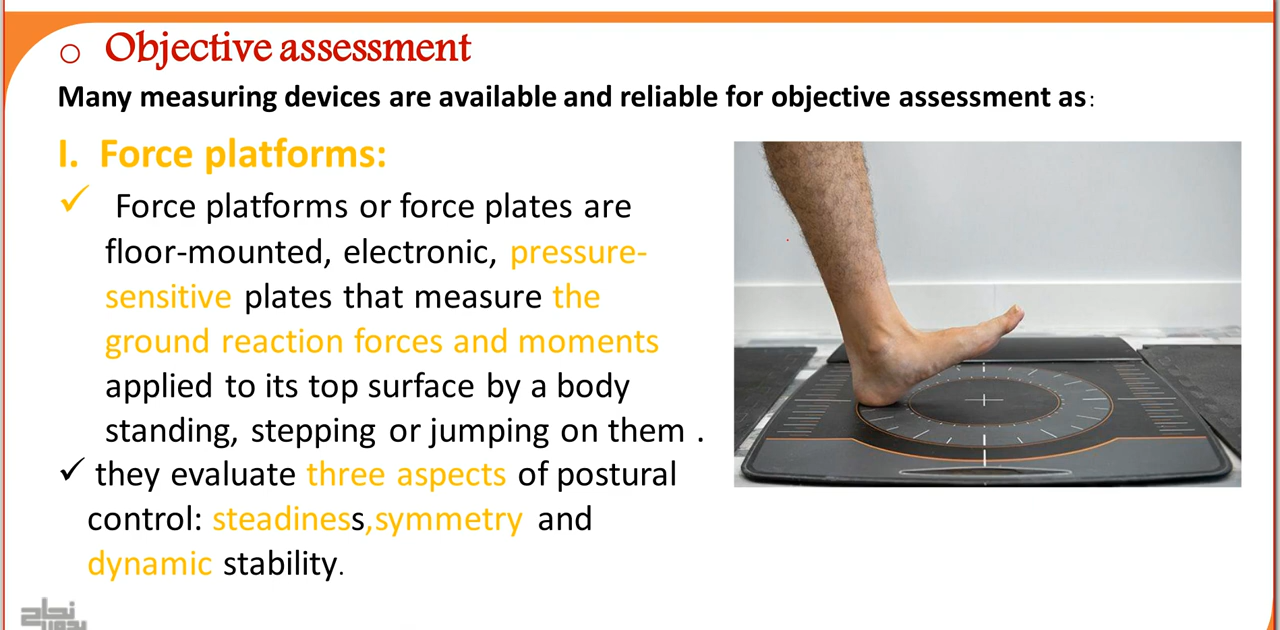 o Objective assessment
Many measuring devices are available and reliable for objective assessment as:
I. Force platforms:
✓ Force platforms or force plates are
floor-mounted, electronic, pressure-
sensitive plates that measure the
ground reaction forces and moments
applied to its top surface by a body
standing, stepping or jumping on them .
✓ they evaluate three aspects of postural
control: steadiness,symmetry and
dynamic stability.
نجاح